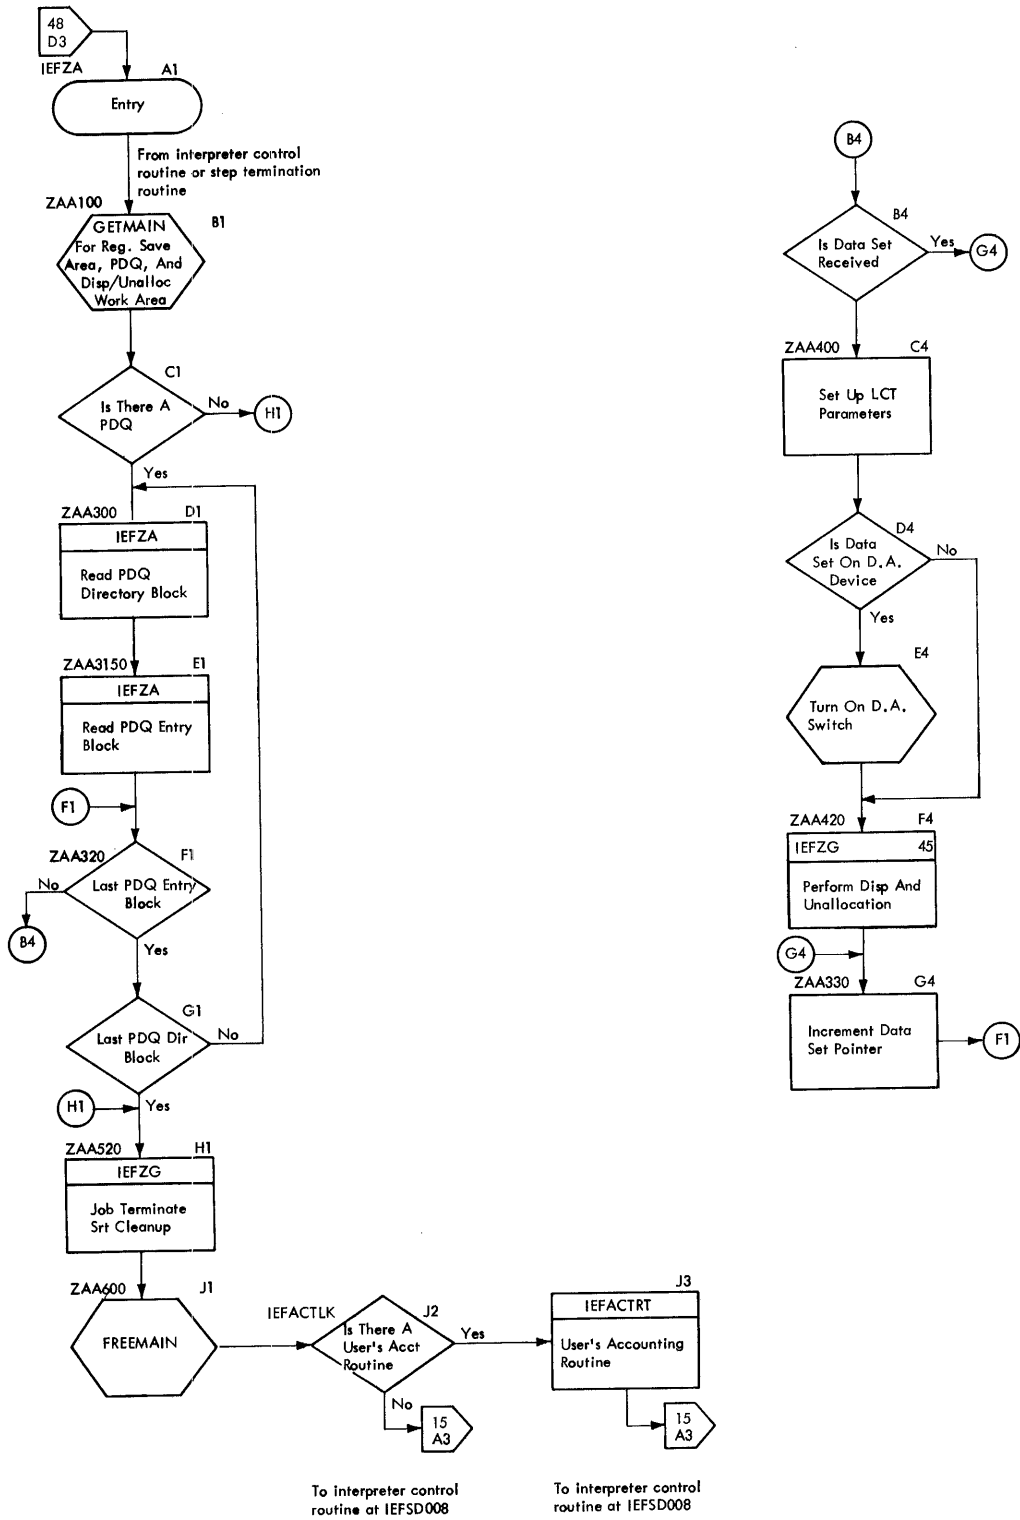 48
D3
IEFZA
A1
Entry
From interpreter control
routine or step termination
routine
ZAA100
B1
GETMAIN
For Reg. Save
Area, PDQ, And
Disp/Unalloc
Work Area
C1
Is There A
PDQ
No
H1
Yes
ZAA300
D1
IEFZA
Read PDQ
Directory Block
ZAA3150
E1
IEFZA
Read PDQ Entry
Block
F1
ZAA320
F1
Last PDQ Entry
Block
No
B4
Yes
G1
Last PDQ Dir
Block
No
H1
Yes
ZAA520
H1
IEFZG
Job Terminate
Srt Cleanup
ZAA600
J1
FREEMAIN
IEFACTLK
J2
Is There A
User's Acct
Routine
Yes
No
15
A3
To interpreter control
routine at IEFSD008
J3
IEFACTRT
User's Accounting
Routine
15
A3
To interpreter control
routine at IEFSD008
B4
B4
Is Data Set
Received
Yes
G4
ZAA400
C4
Set Up LCT
Parameters
D4
Is Data
Set On D.A.
Device
No
Yes
E4
Turn On D.A.
Switch
ZAA420
F4
IEFZG
45
Perform Disp And
Unallocation
G4
ZAA330
G4
Increment Data
Set Pointer
F1